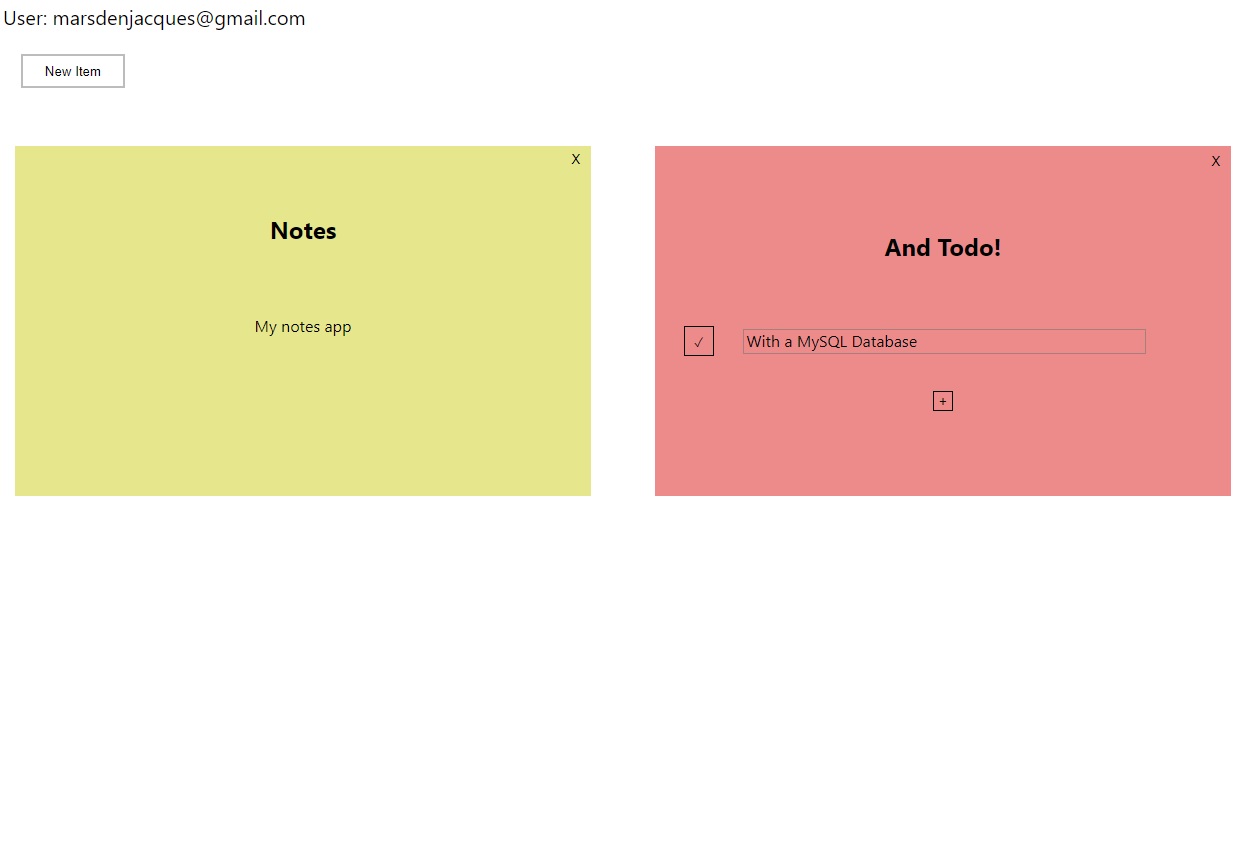 User: marsdenjacques@gmail.com
New Item
X
Notes
My notes app
X
And Todo!
✓ With a MySQL Database
+